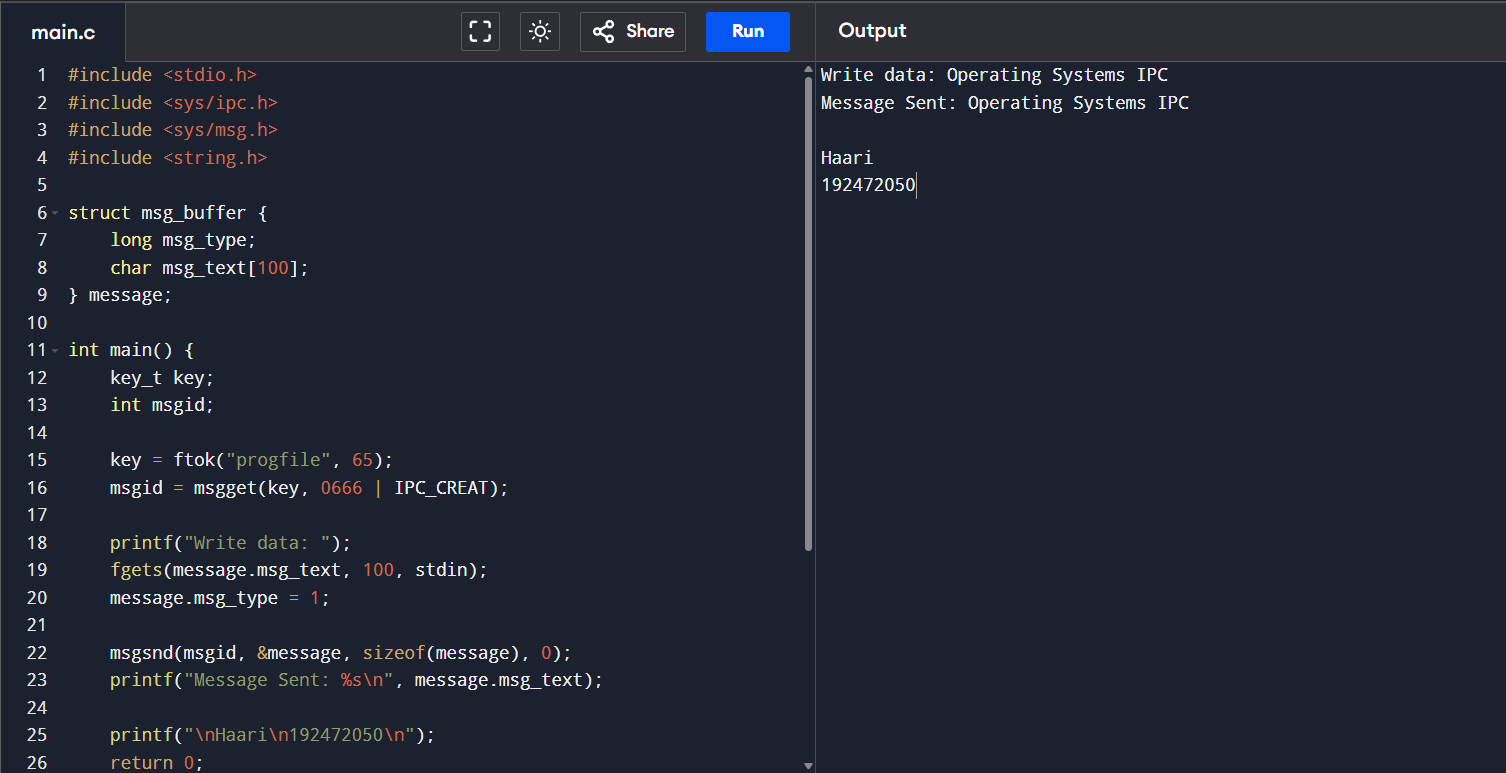 main.c
Share
Run
Output
1 #include <stdio.h>
2 #include <sys/ipc.h>
3 #include <sys/msg.h>
4 #include <string.h>
5
6 struct msg_buffer {
7     long msg_type;
8     char msg_text[100];
9 } message;
10
11 int main() {
12     key_t key;
13     int msgid;
14
15     key = ftok("progfile", 65);
16     msgid = msgget(key, 0666 | IPC_CREAT);
17
18     printf("Write data: ");
19     fgets(message.msg_text, 100, stdin);
20     message.msg_type = 1;
21
22     msgsnd(msgid, &message, sizeof(message), 0);
23     printf("Message Sent: %s\n", message.msg_text);
24
25     printf("\nHaari\n192472050\n");
26     return 0;
Write data: Operating Systems IPC
Message Sent: Operating Systems IPC
Haari
192472050